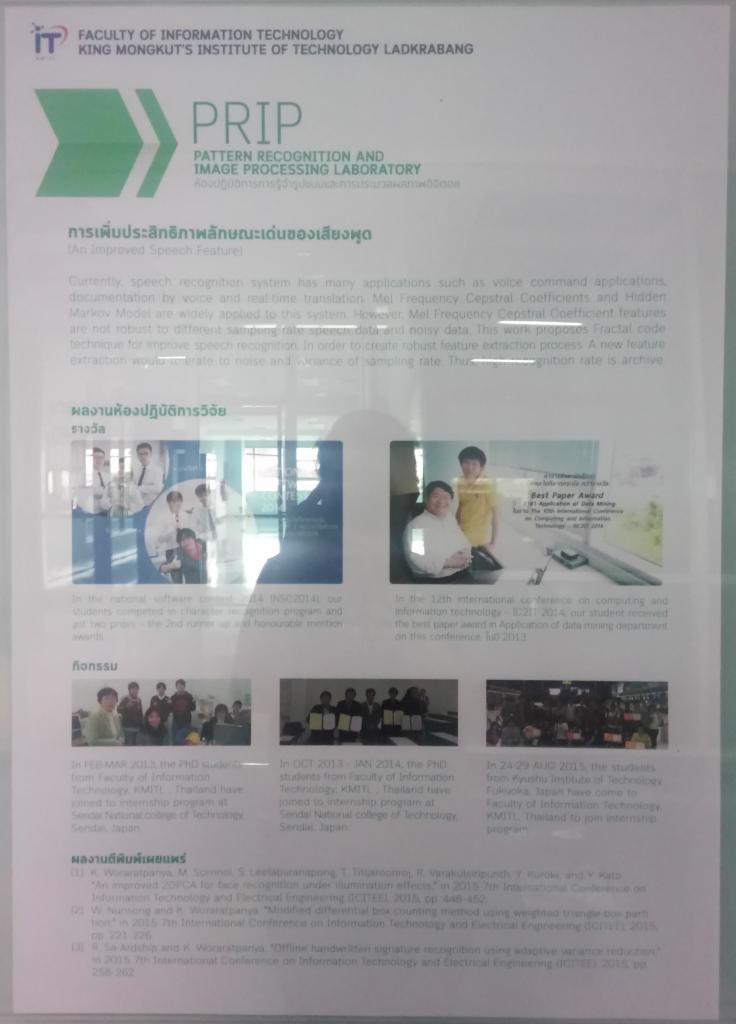 iT
KMITL
FACULTY OF INFORMATION TECHNOLOGY
KING MONGKUT'S INSTITUTE OF TECHNOLOGY LADKRABANG
PRIP
PATTERN RECOGNITION AND
IMAGE PROCESSING LABORATORY
ห้องปฏิบัติการการรู้จำรูปแบบและการประมวลผลภาพดิจิตอล
การเพิ่มประสิทธิภาพลักษณะเด่นของเสียงพูด
(An Improved Speech Feature)
Currently, speech recognition system has many applications such as voice command applications,
documentation by voice and real-time translation. Mel Frequency Cepstral Coefficients and Hidden
Markov Model are widely applied to this system. However, Mel Frequency Cepstral Coefficient features
are not robust to different sampling rate speech data and noisy data. This work proposes Fractal code
technique for improve speech recognition. In order to create robust feature extraction process. A new feature
extraction would tolerate to noise and variance of sampling rate. Thus, high recognition rate is archive.
ผลงานห้องปฏิบัติการวิจัย
รางวัล
Best Paper Award
Application of Data Mining
The 10th International Conference
on Computing and Information
Technology - IC2IT 2014
In the national software contest 2014 (NSC2014), our
students competed in character recognition program and
got two prizes - the 2nd runner up and honourable mention
awards.
In the 12th international conference on computing and
information technology - IC2IT 2014, our student received
the best paper award in Application of data mining department
on this conference. ในปี 2013
กิจกรรม
In FEB-MAR 2013, the PhD students
from Faculty of Information
Technology, KMITL , Thailand have
joined to internship program at
Sendai National college of Technology,
Sendai, Japan.
In OCT 2013 - JAN 2014, the PhD
students from Faculty of Information
Technology, KMITL , Thailand have
joined to internship program at
Sendai National college of Technology,
Sendai, Japan.
In 24-29 AUG 2015, the students
from Kyushu Institute of Technology,
Fukuoka, Japan have come to
Faculty of Information Technology,
KMITL, Thailand to join internship
program.
ผลงานตีพิมพ์เผยแพร่
(1) K. Woraratpanya, M. Sornnoi, S. Leelaburanapong, T. Titijaroonroj, R. Varakulsiripunth, Y. Kuroki, and Y. Kato
"An improved 2DPCA for face recognition under illumination effects," in 2015 7th International Conference on
Information Technology and Electrical Engineering (ICITEE), 2015, pp. 448-452.
(2) W. Nunsong and K. Woraratpanya, "Modified differential box counting method using weighted triangle-box parti
tion," in 2015 7th International Conference on Information Technology and Electrical Engineering (ICITEE), 2015,
pp. 221-226
(3) R. Sa-Ardship and K. Woraratpanya, "Offline handwritten signature recognition using adaptive variance reduction,"
in 2015 7th International Conference on Information Technology and Electrical Engineering (ICITEE), 2015, pp.
258-262